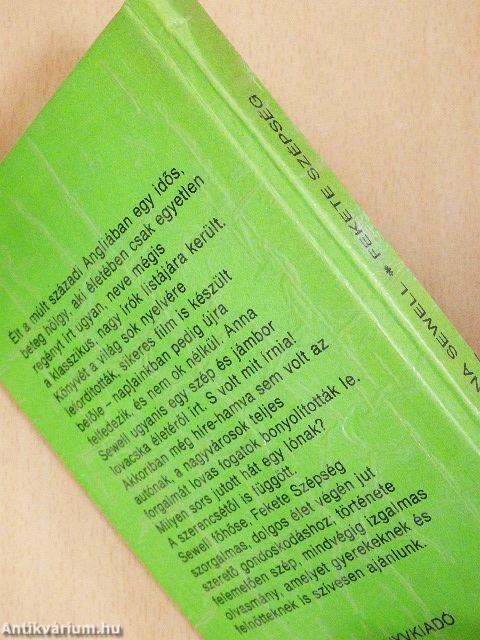 Élt a múlt századi Angliában egy idős,
beteg hölgy, aki életében csak egyetlen
regényt írt ugyan, neve mégis
a klasszikus, nagy írók listájára került.
Könyvét a világ sok nyelvére
lefordították, sikeres film is készült
belőle – napjainkban pedig újra
felfedezik, és nem ok nélkül. Anna
Sewell ugyanis egy szép és jámbor
lovacska életéről írt. S volt mit írnia!
Akkoriban még híre-hamva sem volt az
autónak, a nagyvárosok teljes
forgalmát lovas fogatok bonyolították le.
Milyen sors jutott hát egy lónak?
A szerencsétől is függött.
Sewell főhőse, Fekete Szépség
szorgalmas, dolgos élet végén jut
szerető gondoskodáshoz; története
felemelően szép, mindvégig izgalmas
olvasmány, amelyet gyerekeknek és
felnőtteknek is szívesen ajánlunk.
NA SEWELL * FEKETE SZÉPSÉG
NYVKIADÓ
Antikvárium.hu